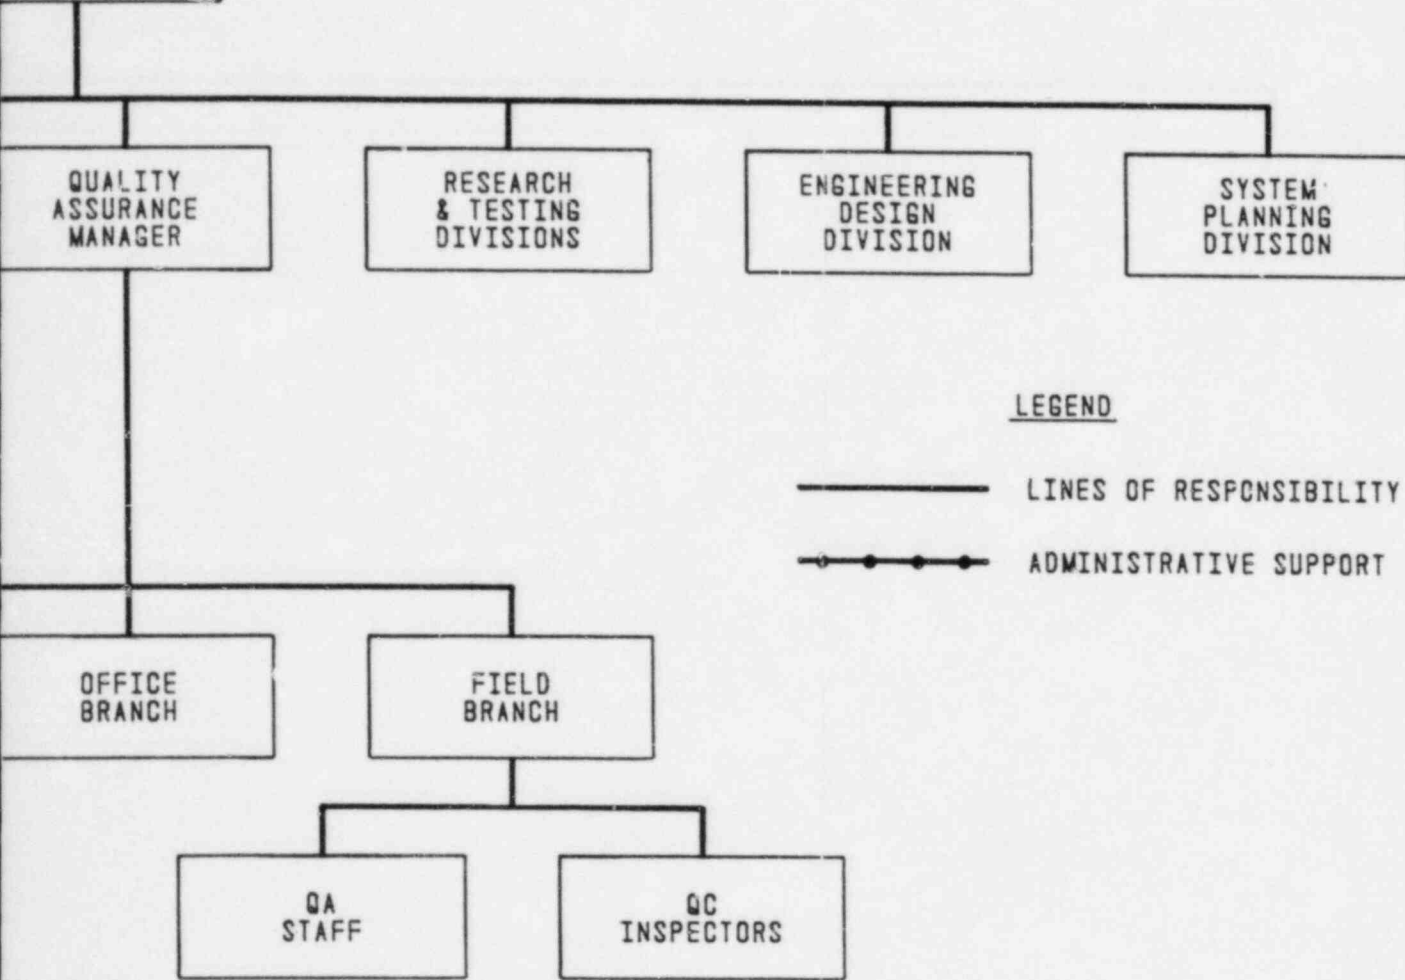 QUALITY
ASSURANCE
MANAGER
RESEARCH
& TESTING
DIVISIONS
ENGINEERING
DESIGN
DIVISION
SYSTEM
PLANNING
DIVISION
LEGEND
LINES OF RESPONSIBILITY
ADMINISTRATIVE SUPPORT
OFFICE
BRANCH
FIELD
BRANCH
QA
STAFF
QC
INSPECTORS